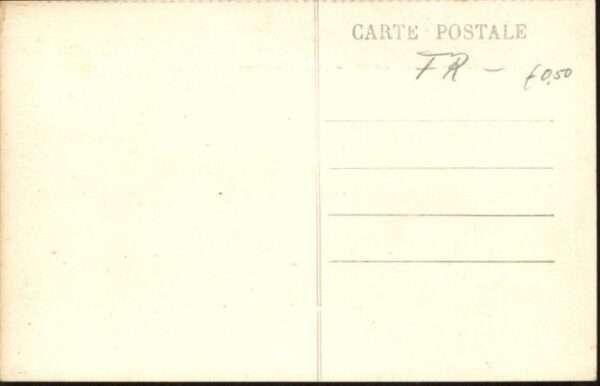 CARTE POSTALE
FR – £0,50